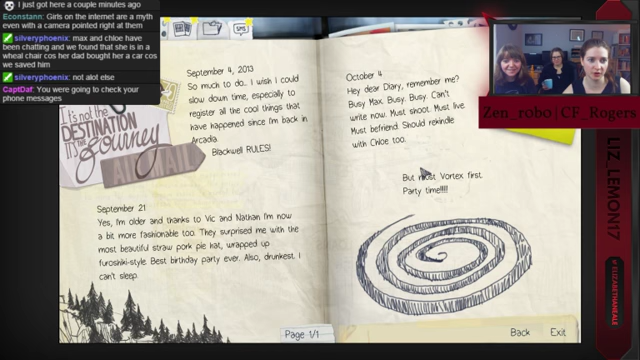 I just got here a couple minutes ago
Econstann: Girls on the internet are a myth
even with a camera pointed right at them
silveryphoenix: max and chloe have
been chatting and we found that she is in a
wheal chair cos her dad bought her a car cos
we saved him
silveryphoenix: not alot else
CaptDaf: You were going to check your
phone messages
SMS
It's not the
DESTINATION
IT'S the Journey
AIR MAIL
September 4, 2013
So much to do... I wish I could
slow down time, especially to
register all the cool things that
have happened since I'm back in
Arcadia.
Blackwell RULES!
September 21
Yes, I'm older and thanks to Vic and Nathan I'm now
a bit more fashionable too. They surprised me with the
most beautiful straw pork pie hat, wrapped up
furoshiki-style. Best birthday party ever. Also, drunkest. I
can't sleep.
Page 1/1
October 4
Hey dear Diary, remember me?
Busy Max. Busy. Busy. Can't
write now. Must shoot. Must live.
Must befriend. Should rekindle
with Chloe too.
But most Vortex first.
Party time!!!!!
Back
Exit
Zen_robo|CF_Rogers
LIZ_LEMON17